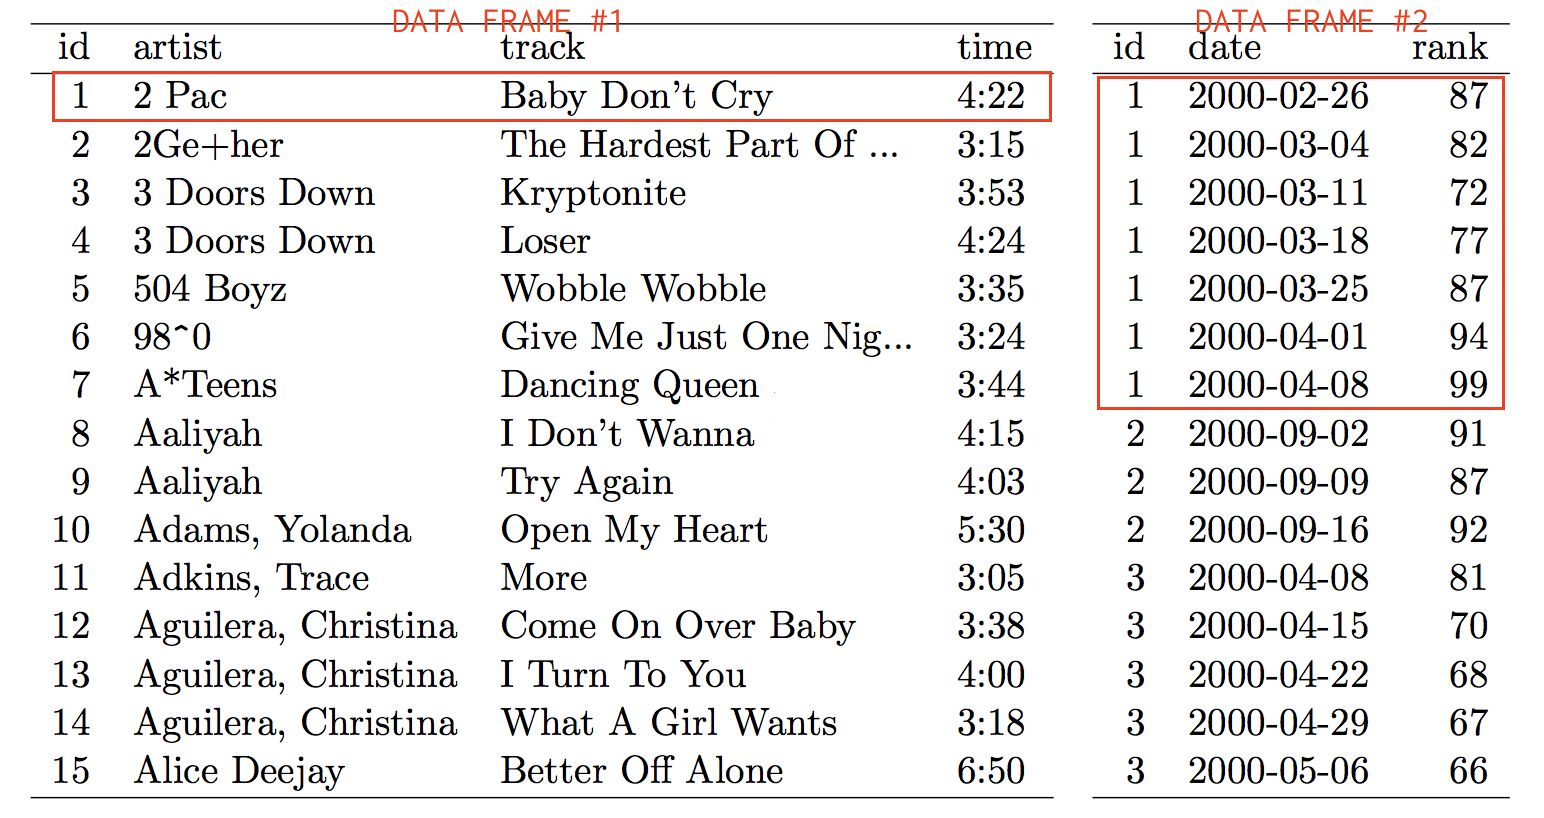 DATA FRAME #1 DATA FRAME #2
id artist track time id date rank
1 2 Pac Baby Don't Cry 4:22 1 2000-02-26 87
2 2Ge+her The Hardest Part Of ... 3:15 1 2000-03-04 82
3 3 Doors Down Kryptonite 3:53 1 2000-03-11 72
4 3 Doors Down Loser 4:24 1 2000-03-18 77
5 504 Boyz Wobble Wobble 3:35 1 2000-03-25 87
6 98^0 Give Me Just One Nig... 3:24 1 2000-04-01 94
7 A*Teens Dancing Queen 3:44 1 2000-04-08 99
8 Aaliyah I Don't Wanna 4:15 2 2000-09-02 91
9 Aaliyah Try Again 4:03 2 2000-09-09 87
10 Adams, Yolanda Open My Heart 5:30 2 2000-09-16 92
11 Adkins, Trace More 3:05 3 2000-04-08 81
12 Aguilera, Christina Come On Over Baby 3:38 3 2000-04-15 70
13 Aguilera, Christina I Turn To You 4:00 3 2000-04-22 68
14 Aguilera, Christina What A Girl Wants 3:18 3 2000-04-29 67
15 Alice Deejay Better Off Alone 6:50 3 2000-05-06 66